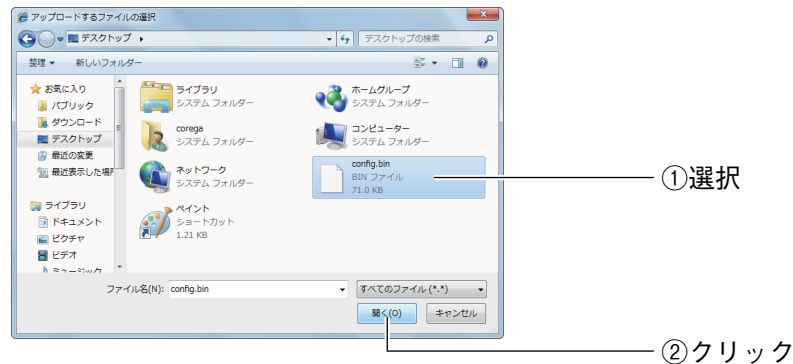 アップロードするファイルの選択
デスクトップ
デスクトップの検索
整理 新しいフォルダー
お気に入り
パブリック
ダウンロード
デスクトップ
最近の変更
最近表示した場所
ライブラリ
ドキュメント
ピクチャ
ビデオ
ミュージック
ライブラリ
システム フォルダー
ホームグループ
システム フォルダー
corega
システム フォルダー
コンピューター
システム フォルダー
ネットワーク
システム フォルダー
config.bin
BIN ファイル
71.0 KB
ペイント
ショートカット
1.21 KB
①選択
ファイル名(N): config.bin
すべてのファイル (*.*)
開く(O) キャンセル
②クリック